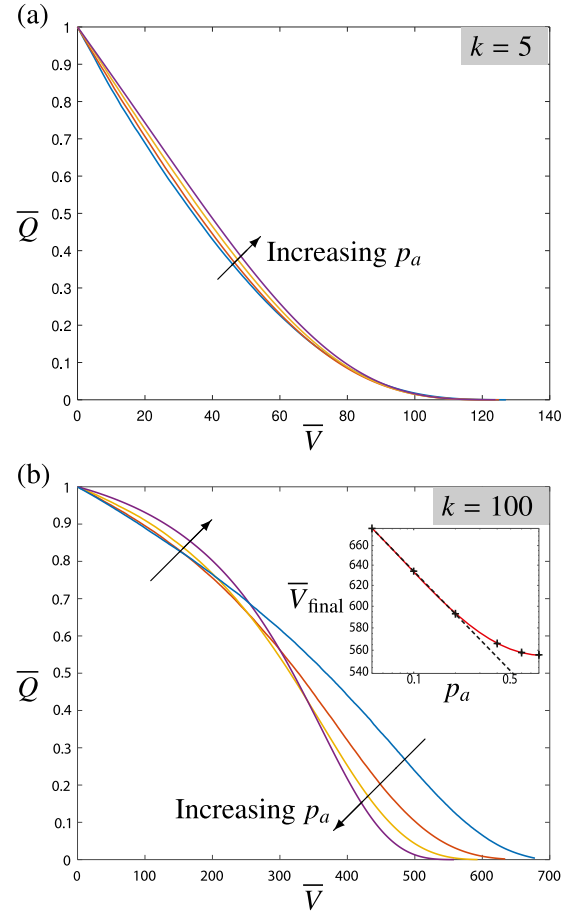 (a)
k = 5
1
0.9
0.8
0.7
0.6
0.5
0.4
0.3
0.2
0.1
0
Q̅
Increasing pₐ
0 20 40 60 80 100 120 140
V̅
(b)
k = 100
1
0.9
0.8
0.7
0.6
0.5
0.4
0.3
0.2
0.1
0
Q̅
V̅final
660
640
620
600
580
560
540
0.1 0.5
pₐ
Increasing pₐ
0 100 200 300 400 500 600 700
V̅